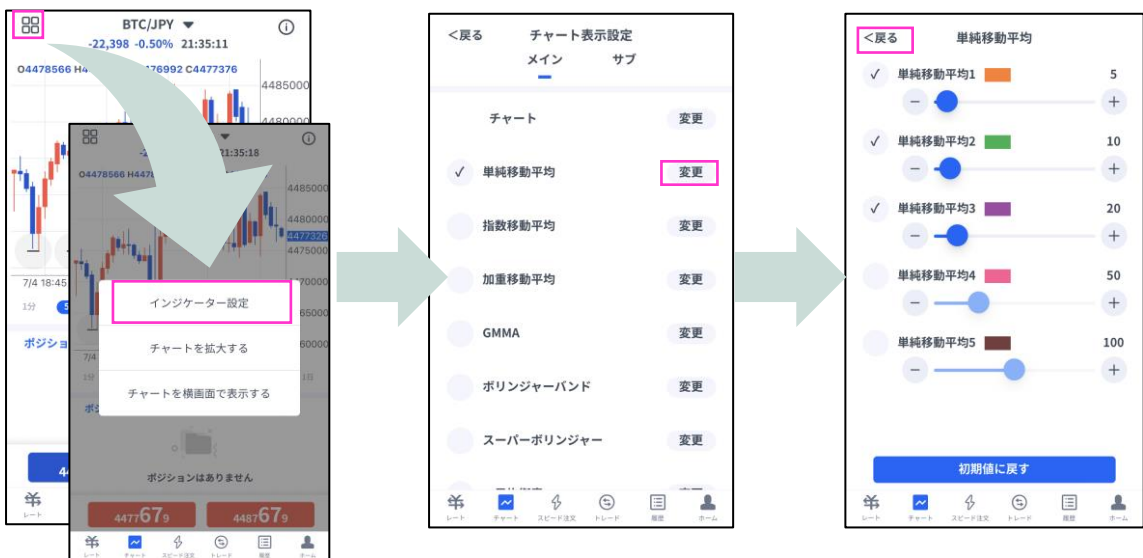 BTC/JPY
-22,398 -0.50% 21:35:11
4485000
7/4 18:45
1分
レート
21:35:18
4485000
4480000
4477326
4475000
インジケーター設定
チャートを拡大する
チャートを横画面で表示する
ポジションはありません
4477679
4487679
レート チャート スピード注文 トレード 履歴 ホーム
<戻る チャート表示設定
メイン サブ
チャート 変更
単純移動平均 変更
指数移動平均 変更
加重移動平均 変更
GMMA 変更
ボリンジャーバンド 変更
スーパーボリンジャー 変更
レート チャート スピード注文 トレード 履歴 ホーム
<戻る 単純移動平均
単純移動平均1 5
単純移動平均2 10
単純移動平均3 20
単純移動平均4 50
単純移動平均5 100
初期値に戻す
レート チャート スピード注文 トレード 履歴 ホーム